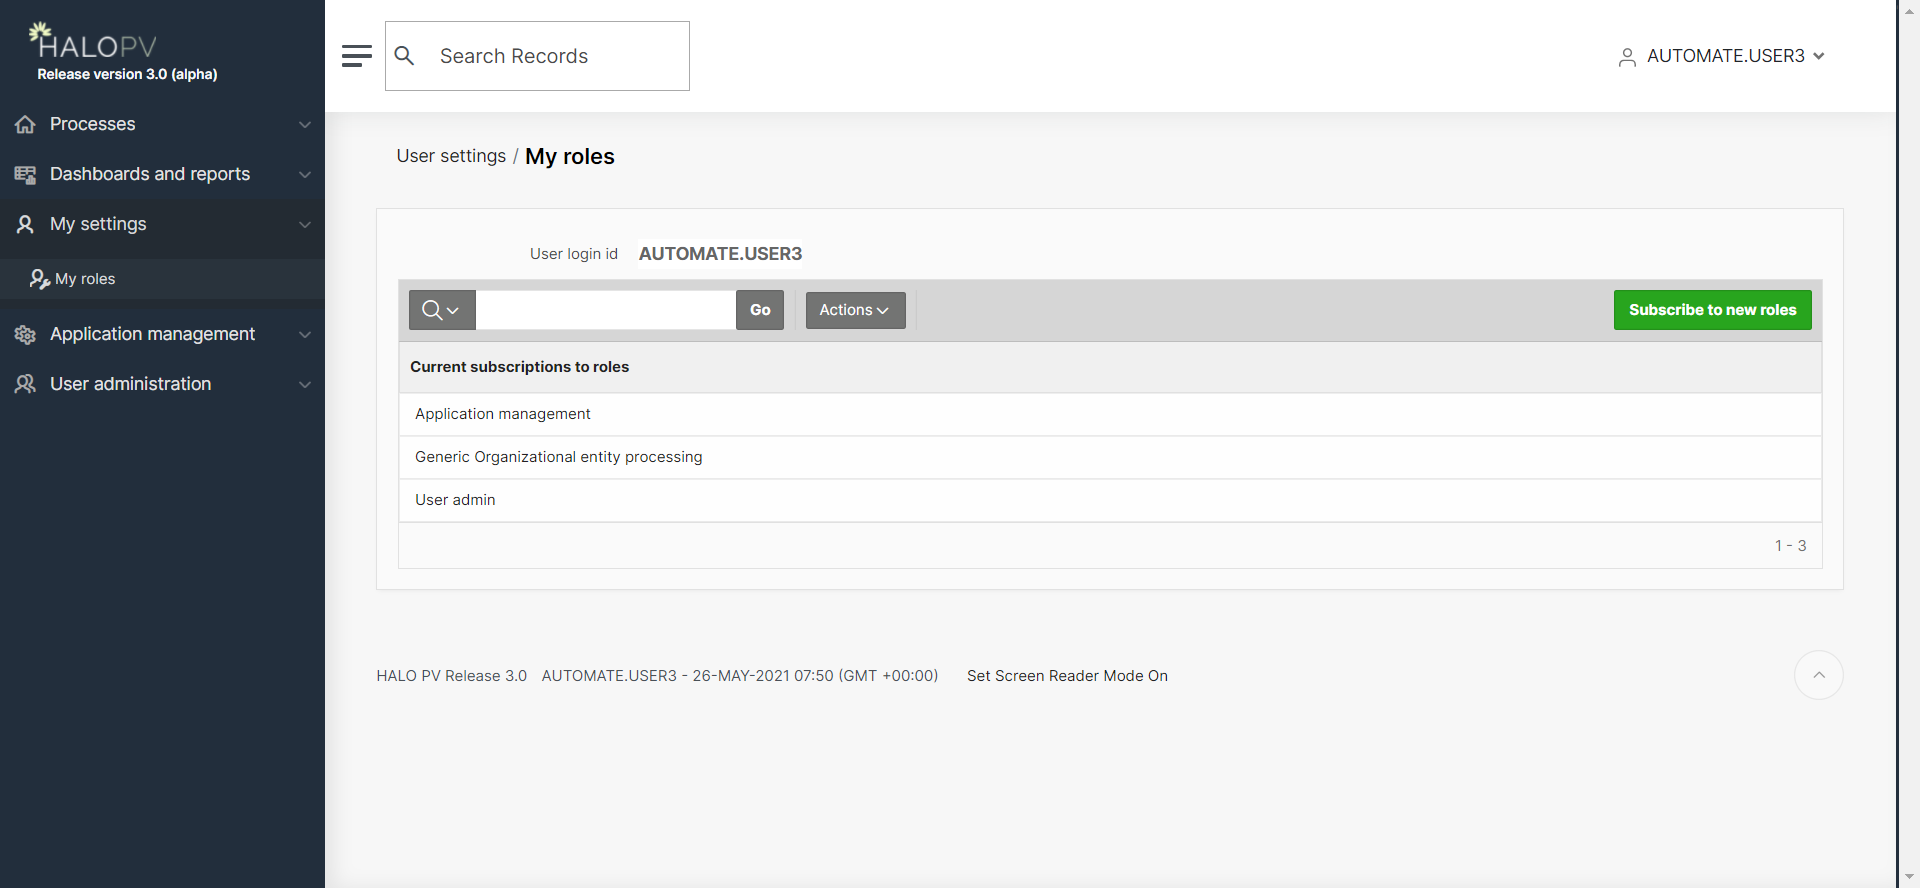 HALOPV
Release version 3.0 (alpha)
Search Records
AUTOMATE.USER3
Processes
Dashboards and reports
My settings
My roles
Application management
User administration
User settings / My roles
User login id AUTOMATE.USER3
Go
Actions
Subscribe to new roles
Current subscriptions to roles
Application management
Generic Organizational entity processing
User admin
1 - 3
HALO PV Release 3.0 AUTOMATE.USER3 - 26-MAY-2021 07:50 (GMT +00:00) Set Screen Reader Mode On